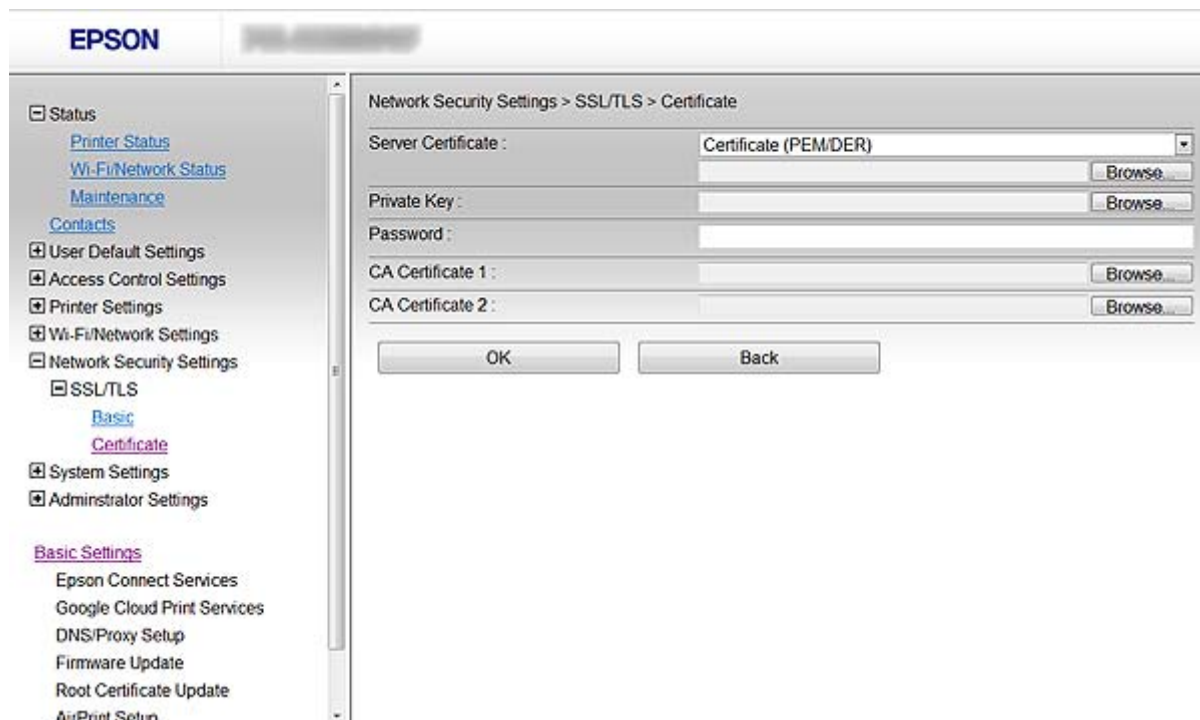 EPSON
Status
Printer Status
Wi-Fi/Network Status
Maintenance
Contacts
User Default Settings
Access Control Settings
Printer Settings
Wi-Fi/Network Settings
Network Security Settings
SSL/TLS
Basic
Certificate
System Settings
Adminstrator Settings
Basic Settings
Epson Connect Services
Google Cloud Print Services
DNS/Proxy Setup
Firmware Update
Root Certificate Update
AirPrint Setup
Network Security Settings > SSL/TLS > Certificate
Server Certificate : Certificate (PEM/DER)
Browse...
Private Key : Browse...
Password :
CA Certificate 1 : Browse...
CA Certificate 2 : Browse...
OK Back